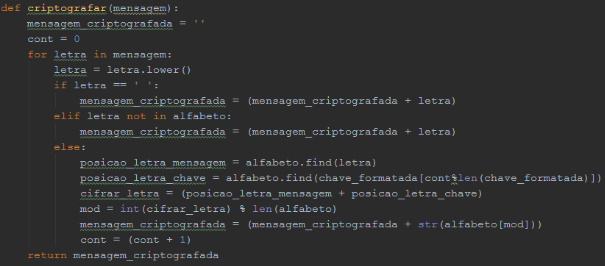 def criptografar(mensagem):
    mensagem_criptografada = ''
    cont = 0
    for letra in mensagem:
        letra = letra.lower()
        if letra == ' ':
            mensagem_criptografada = (mensagem_criptografada + letra)
        elif letra not in alfabeto:
            mensagem_criptografada = (mensagem_criptografada + letra)
        else:
            posicao_letra_mensagem = alfabeto.find(letra)
            posicao_letra_chave = alfabeto.find(chave_formatada[cont%len(chave_formatada)])
            cifrar_letra = (posicao_letra_mensagem + posicao_letra_chave)
            mod = int(cifrar_letra) % len(alfabeto)
            mensagem_criptografada = (mensagem_criptografada + str(alfabeto[mod]))
            cont = (cont + 1)
    return mensagem_criptografada